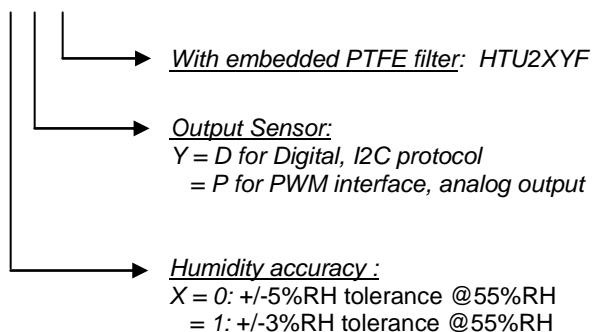 With embedded PTFE filter: HTU2XYF
Output Sensor:
Y = D for Digital, I2C protocol
= P for PWM interface, analog output
Humidity accuracy :
X = 0: +/-5%RH tolerance @55%RH
= 1: +/-3%RH tolerance @55%RH